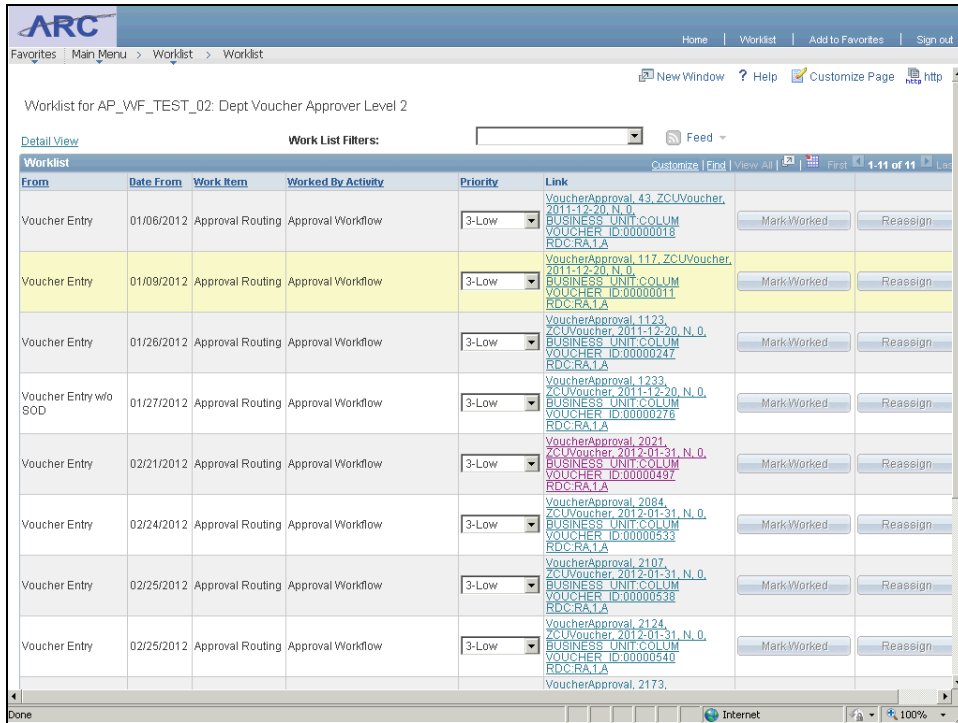 ARC
Home | Worklist | Add to Favorites | Sign out
Favorites Main Menu > Worklist > Worklist
New Window ? Help Customize Page http
Worklist for AP_WF_TEST_02: Dept Voucher Approver Level 2
Detail View Work List Filters: Feed
Worklist Customize | Find | View All | First 1-11 of 11 Las
From Date From Work Item Worked By Activity Priority Link
Voucher Entry 01/06/2012 Approval Routing Approval Workflow 3-Low VoucherApproval, 43, ZCUVoucher,
2011-12-20, N, 0,
BUSINESS_UNIT:COLUM
VOUCHER_ID:00000018
RDC:RA,1,A
Mark Worked Reassign
Voucher Entry 01/09/2012 Approval Routing Approval Workflow 3-Low VoucherApproval, 117, ZCUVoucher,
2011-12-20, N, 0,
BUSINESS_UNIT:COLUM
VOUCHER_ID:00000011
RDC:RA,1,A
Mark Worked Reassign
Voucher Entry 01/26/2012 Approval Routing Approval Workflow 3-Low VoucherApproval, 1123,
ZCUVoucher, 2011-12-20, N, 0,
BUSINESS_UNIT:COLUM
VOUCHER_ID:00000247
RDC:RA,1,A
Mark Worked Reassign
Voucher Entry w/o
SOD
01/27/2012 Approval Routing Approval Workflow 3-Low VoucherApproval, 1233,
ZCUVoucher, 2011-12-20, N, 0,
BUSINESS_UNIT:COLUM
VOUCHER_ID:00000276
RDC:RA,1,A
Mark Worked Reassign
Voucher Entry 02/21/2012 Approval Routing Approval Workflow 3-Low VoucherApproval, 2021,
ZCUVoucher, 2012-01-31, N, 0,
BUSINESS_UNIT:COLUM
VOUCHER_ID:00000497
RDC:RA,1,A
Mark Worked Reassign
Voucher Entry 02/24/2012 Approval Routing Approval Workflow 3-Low VoucherApproval, 2084,
ZCUVoucher, 2012-01-31, N, 0,
BUSINESS_UNIT:COLUM
VOUCHER_ID:00000533
RDC:RA,1,A
Mark Worked Reassign
Voucher Entry 02/25/2012 Approval Routing Approval Workflow 3-Low VoucherApproval, 2107,
ZCUVoucher, 2012-01-31, N, 0,
BUSINESS_UNIT:COLUM
VOUCHER_ID:00000538
RDC:RA,1,A
Mark Worked Reassign
Voucher Entry 02/25/2012 Approval Routing Approval Workflow 3-Low VoucherApproval, 2124,
ZCUVoucher, 2012-01-31, N, 0,
BUSINESS_UNIT:COLUM
VOUCHER_ID:00000540
RDC:RA,1,A
Mark Worked Reassign
VoucherApproval, 2173,
Done Internet 100%